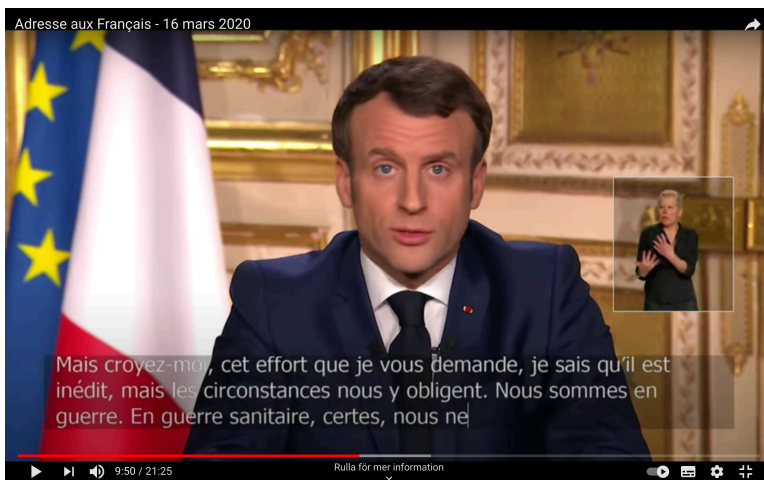 Adresse aux Français - 16 mars 2020
Mais croyez-moi, cet effort que je vous demande, je sais qu'il est
inédit, mais les circonstances nous y obligent. Nous sommes en
guerre. En guerre sanitaire, certes, nous ne
9:50 / 21:25
Rulla för mer information